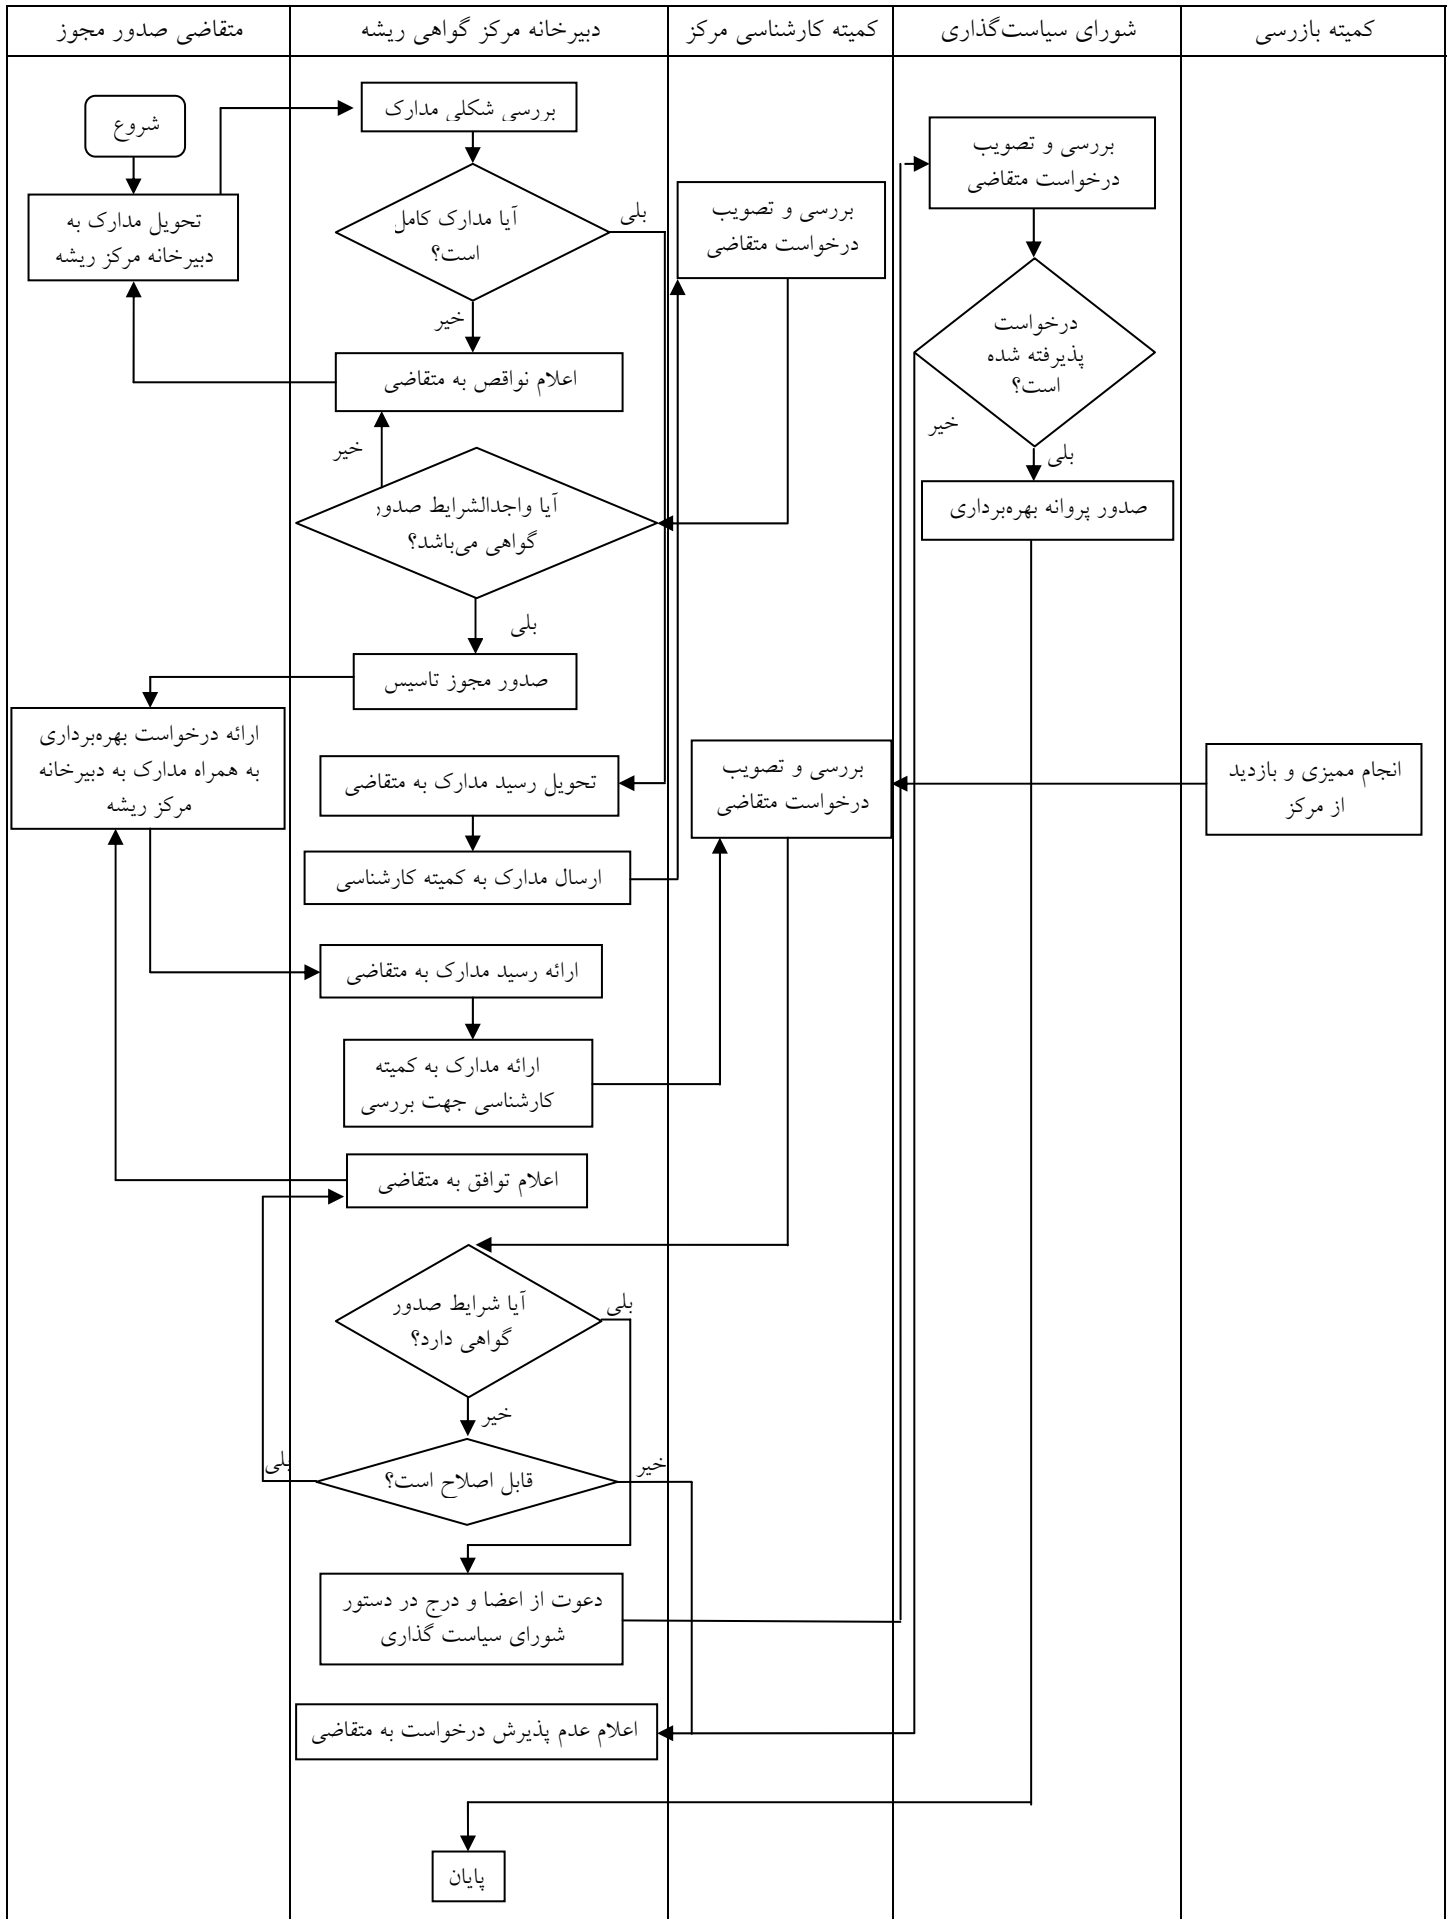 متقاضی صدور مجوز
دبیرخانه مرکز گواهی ریشه
کمیته کارشناسی مرکز
شورای سیاست‌گذاری
کمیته بازرسی
شروع
تحویل مدارک به
دبیرخانه مرکز ریشه
بررسی شکلی مدارک
آیا مدارک کامل
است؟
بلی
خیر
اعلام نواقص به متقاضی
خیر
آیا واجدالشرایط صدور
گواهی می‌باشد؟
بلی
صدور مجوز تاسیس
بررسی و تصویب
درخواست متقاضی
بررسی و تصویب
درخواست متقاضی
درخواست
پذیرفته شده
است؟
خیر
بلی
صدور پروانه بهره‌برداری
ارائه درخواست بهره‌برداری
به همراه مدارک به دبیرخانه
مرکز ریشه
تحویل رسید مدارک به متقاضی
ارسال مدارک به کمیته کارشناسی
بررسی و تصویب
درخواست متقاضی
انجام ممیزی و بازدید
از مرکز
ارائه رسید مدارک به متقاضی
ارائه مدارک به کمیته
کارشناسی جهت بررسی
اعلام توافق به متقاضی
آیا شرایط صدور
گواهی دارد؟
بلی
خیر
قابل اصلاح است؟
بلی
خیر
دعوت از اعضا و درج در دستور
شورای سیاست گذاری
اعلام عدم پذیرش درخواست به متقاضی
پایان